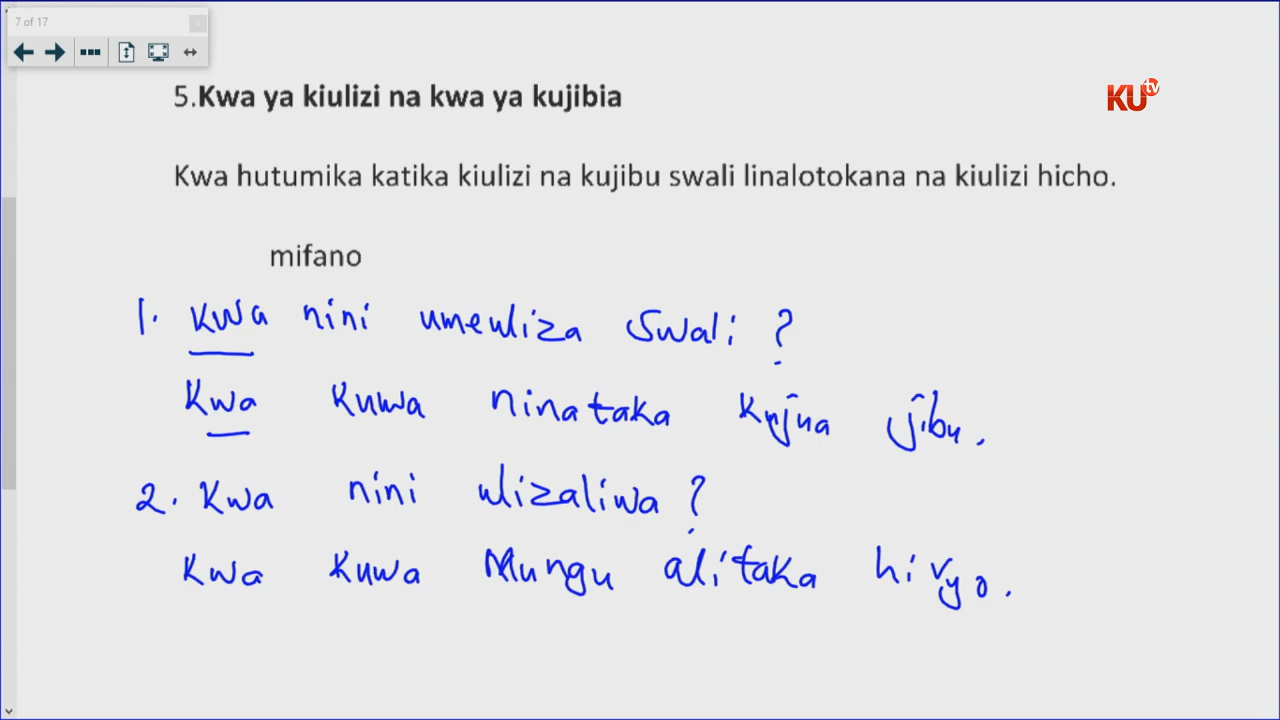 7 of 17
KUtv
5.Kwa ya kiulizi na kwa ya kujibia
Kwa hutumika katika kiulizi na kujibu swali linalotokana na kiulizi hicho.
mifano
1. Kwa nini umeuliza swali ?
Kwa kuwa ninataka kujua jibu.
2. Kwa nini ulizaliwa ?
Kwa kuwa Mungu alitaka hivyo.